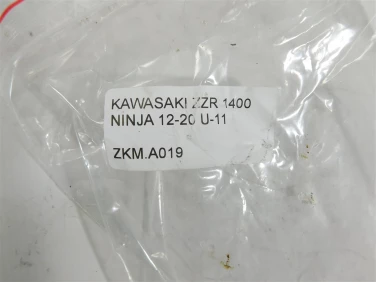 KAWASAKI ZZR 1400
NINJA 12-20 U-11
ZKM.A019